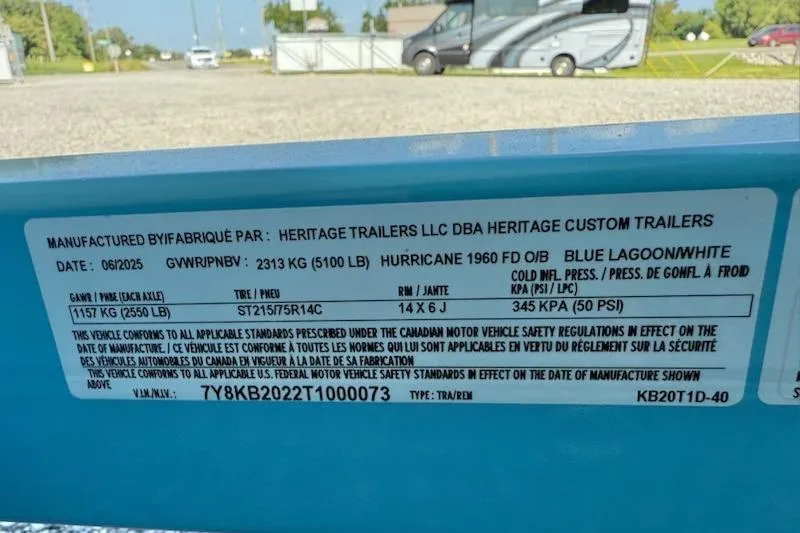 MANUFACTURED BY/FABRIQUÉ PAR : HERITAGE TRAILERS LLC DBA HERITAGE CUSTOM TRAILERS
DATE : 06/2025 GVWR/PNBV : 2313 KG (5100 LB) HURRICANE 1960 FD O/B BLUE LAGOON/WHITE
COLD INFL. PRESS. / PRESS. DE GONFL. À FROID
GAWR / PNBE (EACH AXLE) TIRE / PNEU RIM / JANTE KPA (PSI / LPC)
1157 KG (2550 LB) ST215/75R14C 14 X 6 J 345 KPA (50 PSI)
THIS VEHICLE CONFORMS TO ALL APPLICABLE STANDARDS PRESCRIBED UNDER THE CANADIAN MOTOR VEHICLE SAFETY REGULATIONS IN EFFECT ON THE
DATE OF MANUFACTURE. / CE VÉHICULE EST CONFORME À TOUTES LES NORMES QUI LUI SONT APPLICABLES EN VERTU DU RÈGLEMENT SUR LA SÉCURITÉ
DES VÉHICULES AUTOMOBILES DU CANADA EN VIGUEUR À LA DATE DE SA FABRICATION
THIS VEHICLE CONFORMS TO ALL APPLICABLE U.S. FEDERAL MOTOR VEHICLE SAFETY STANDARDS IN EFFECT ON THE DATE OF MANUFACTURE SHOWN
ABOVE
V.I.N./N.I.V.: 7Y8KB2022T1000073 TYPE : TRA/REM KB20T1D-40